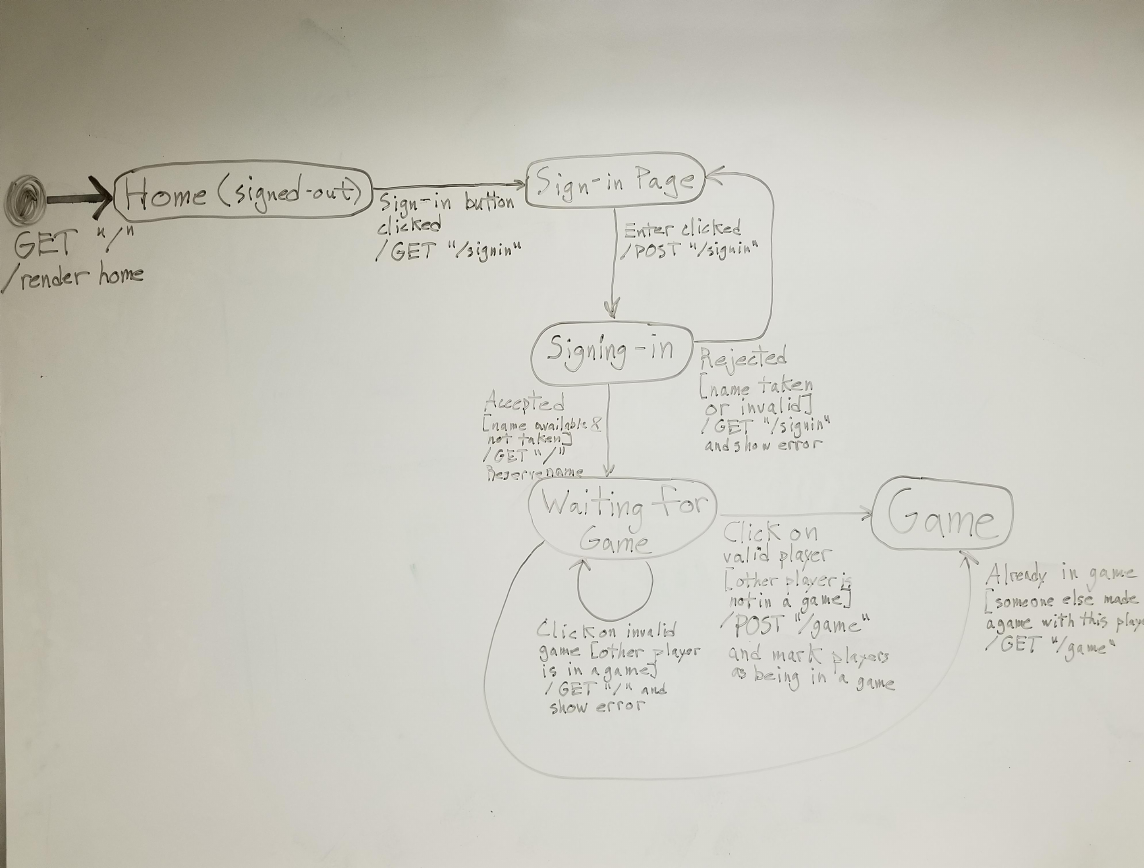 Home (signed-out)
GET "/"
/render home
Sign-in button
clicked
/GET "/signin"
Sign-in Page
Enter clicked
/POST "/signin"
Signing-in
Rejected
[name taken
or invalid]
/GET "/signin"
and show error
Accepted
[name available &
not taken]
/GET "/"
Reserve name
Waiting for
Game
Click on invalid
game [other player
is in a game]
/GET "/" and
show error
Click on
valid player
[other player is
not in a game]
/POST "/game"
and mark players
as being in a game
Game
Already in game
[someone else made
a game with this
/GET "/game"